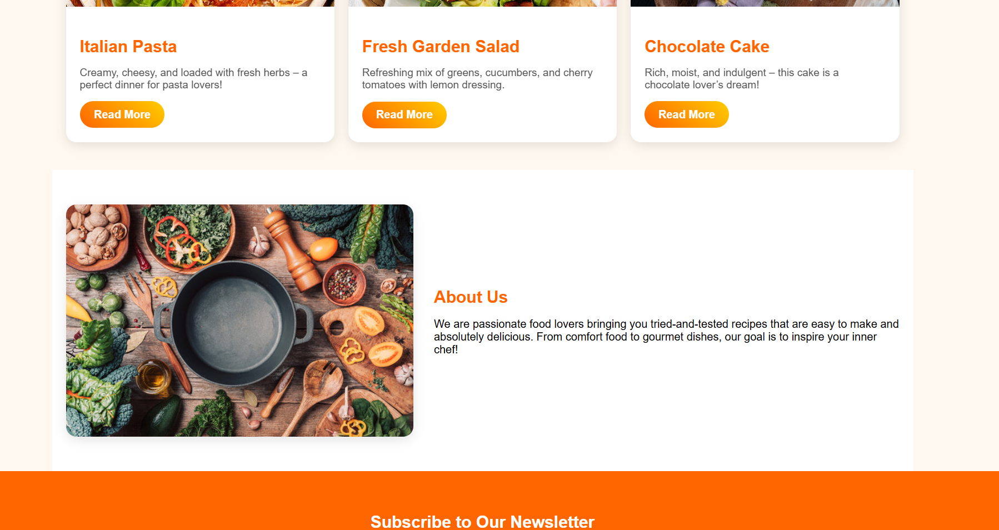 Italian Pasta
Creamy, cheesy, and loaded with fresh herbs – a
perfect dinner for pasta lovers!
Read More
Fresh Garden Salad
Refreshing mix of greens, cucumbers, and cherry
tomatoes with lemon dressing.
Read More
Chocolate Cake
Rich, moist, and indulgent – this cake is a
chocolate lover’s dream!
Read More
About Us
We are passionate food lovers bringing you tried-and-tested recipes that are easy to make and
absolutely delicious. From comfort food to gourmet dishes, our goal is to inspire your inner
chef!
Subscribe to Our Newsletter